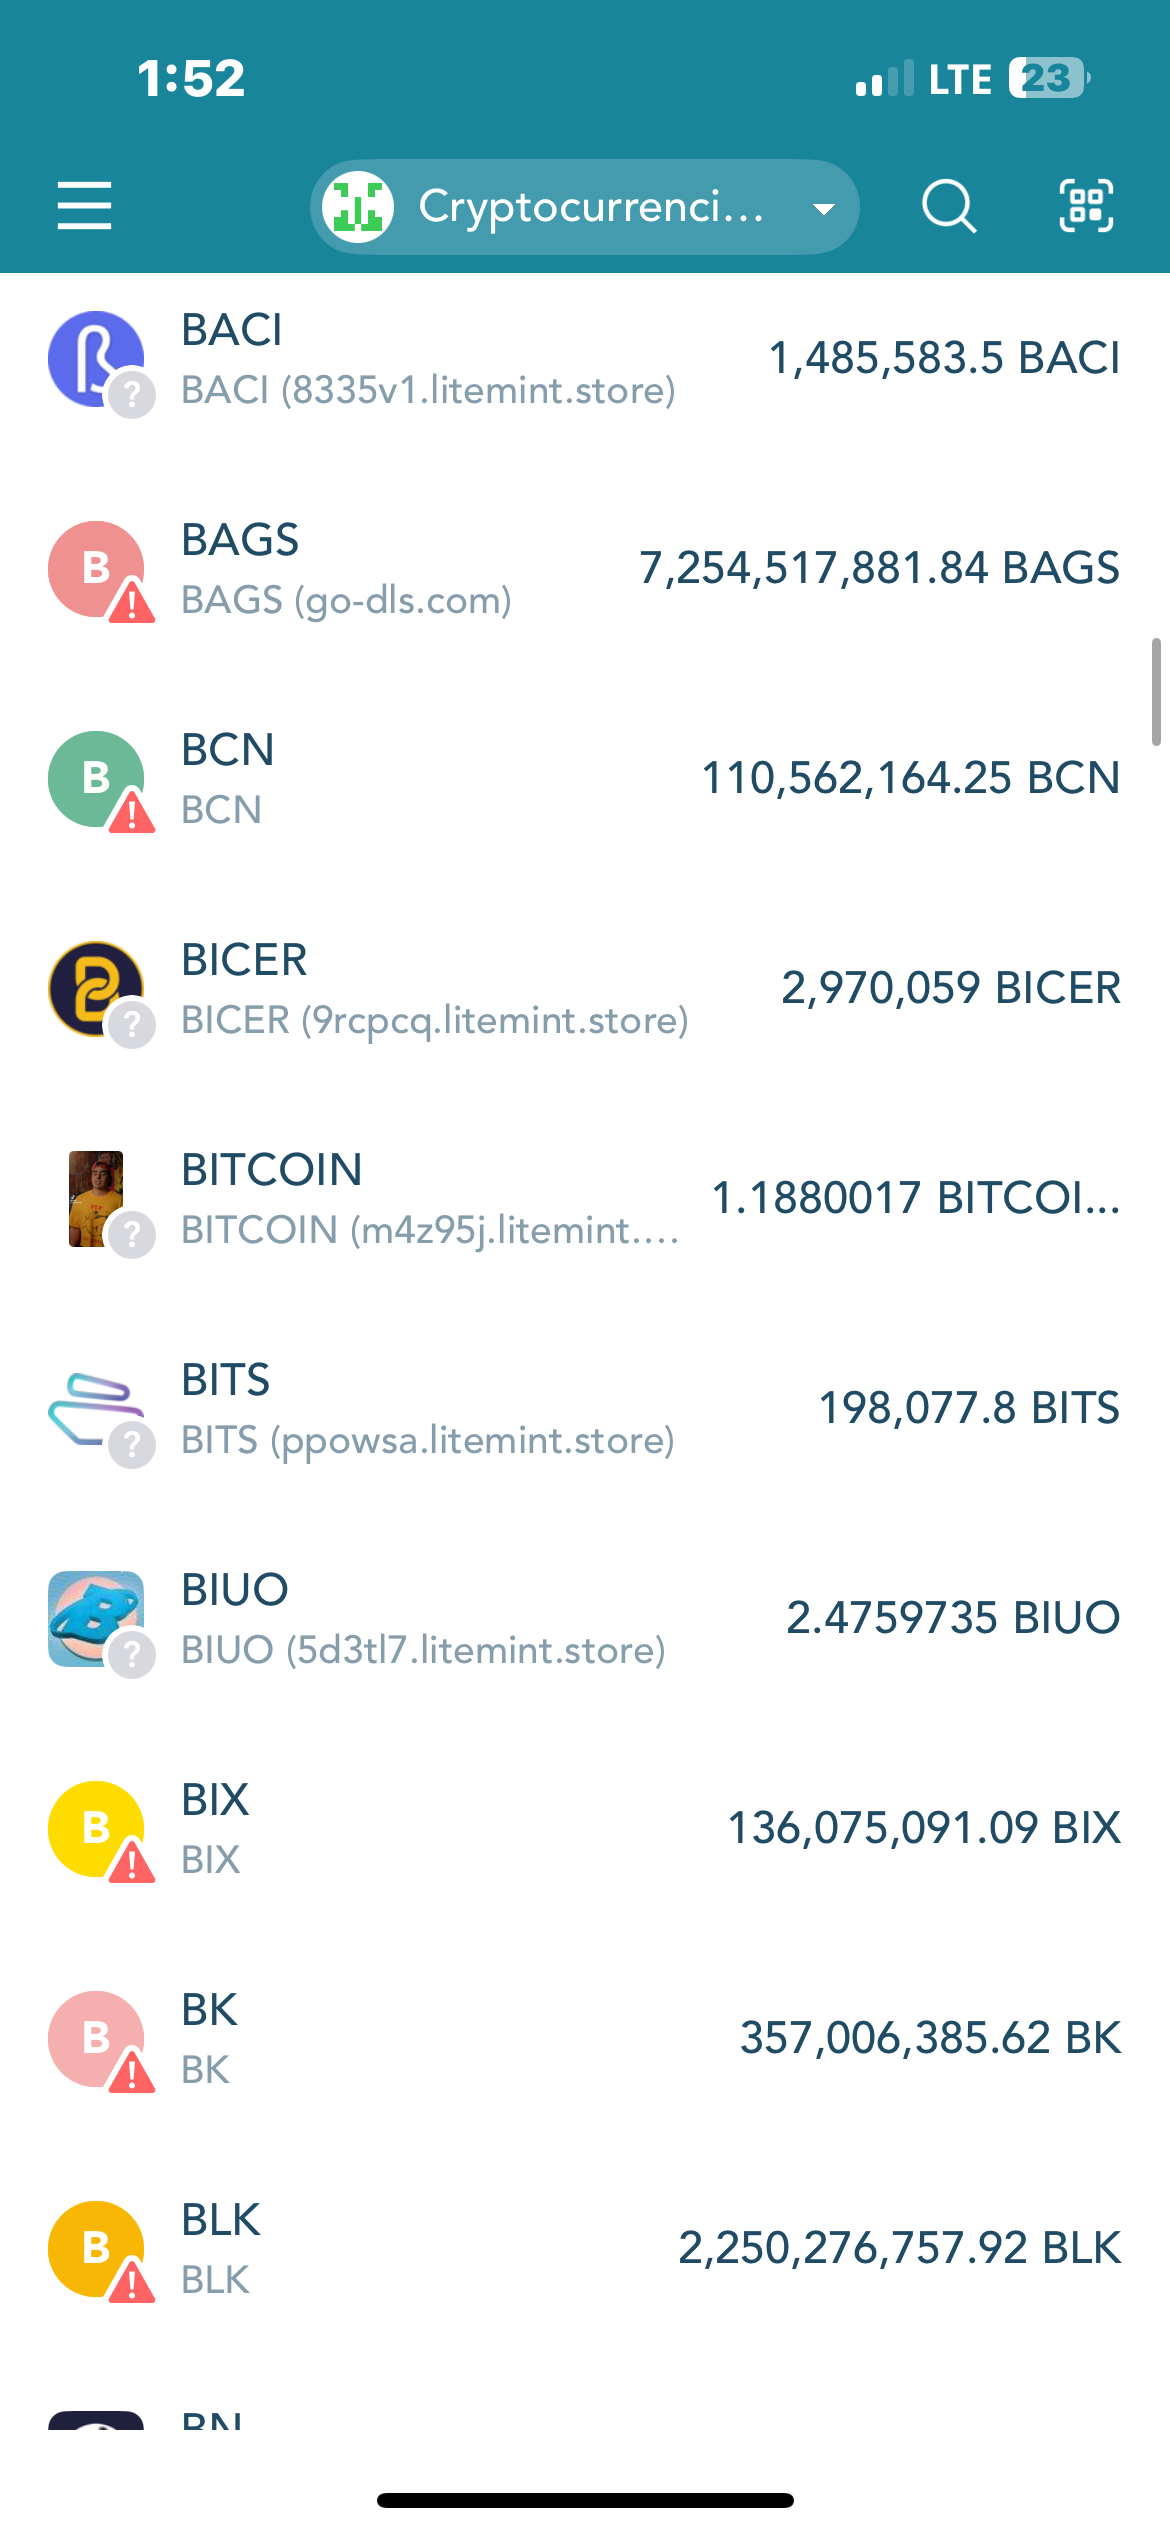 1:52
LTE 23
Cryptocurrenci...
BACI
1,485,583.5 BACI
BACI (8335v1.litemint.store)
B
BAGS
7,254,517,881.84 BAGS
BAGS (go-dls.com)
B
BCN
110,562,164.25 BCN
BCN
BICER
2,970,059 BICER
BICER (9rcpcq.litemint.store)
BITCOIN
1.1880017 BITCOI...
BITCOIN (m4z95j.litemint....
BITS
198,077.8 BITS
BITS (ppowsa.litemint.store)
BIUO
2.4759735 BIUO
BIUO (5d3tl7.litemint.store)
B
BIX
136,075,091.09 BIX
BIX
B
BK
357,006,385.62 BK
BK
B
BLK
2,250,276,757.92 BLK
BLK
BN